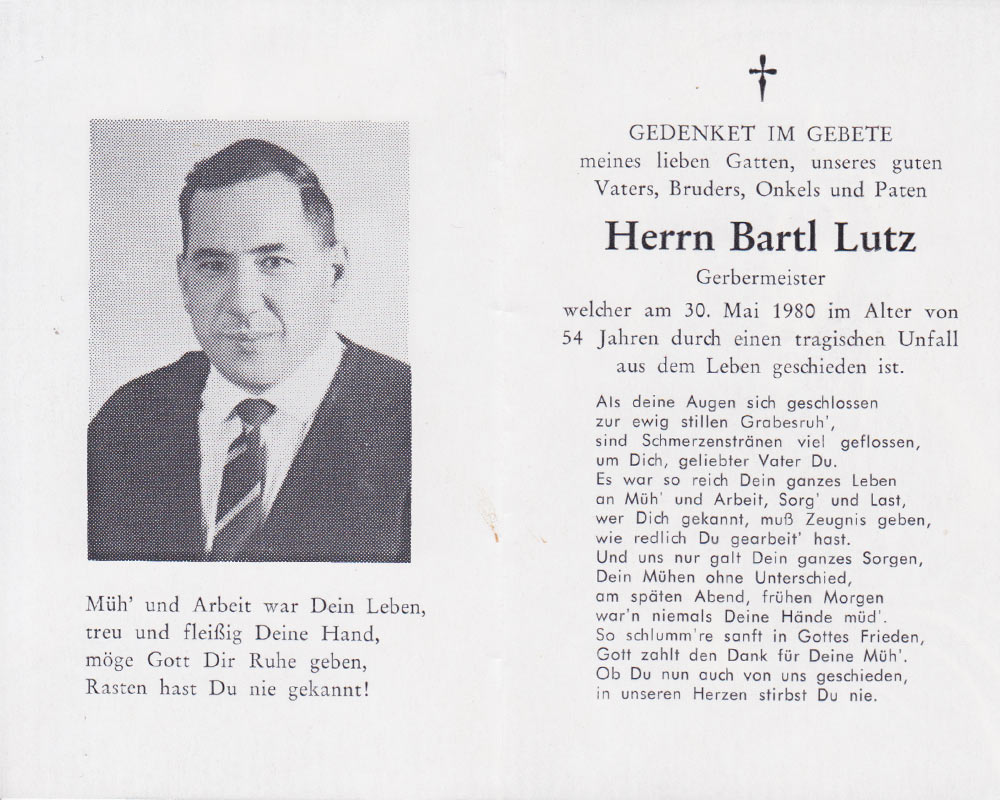 Müh' und Arbeit war Dein Leben,
treu und fleißig Deine Hand,
möge Gott Dir Ruhe geben,
Rasten hast Du nie gekannt!
GEDENKET IM GEBETE
meines lieben Gatten, unseres guten
Vaters, Bruders, Onkels und Paten
Herrn Bartl Lutz
Gerbermeister
welcher am 30. Mai 1980 im Alter von
54 Jahren durch einen tragischen Unfall
aus dem Leben geschieden ist.
Als deine Augen sich geschlossen
zur ewig stillen Grabesruh',
sind Schmerzenstränen viel geflossen,
um Dich, geliebter Vater Du.
Es war so reich Dein ganzes Leben
an Müh' und Arbeit, Sorg' und Last,
wer Dich gekannt, muß Zeugnis geben,
wie redlich Du gearbeit' hast.
Und uns nur galt Dein ganzes Sorgen,
Dein Mühen ohne Unterschied,
am späten Abend, frühen Morgen
war'n niemals Deine Hände müd'.
So schlumm're sanft in Gottes Frieden,
Gott zahlt den Dank für Deine Müh'.
Ob Du nun auch von uns geschieden,
in unseren Herzen stirbst Du nie.